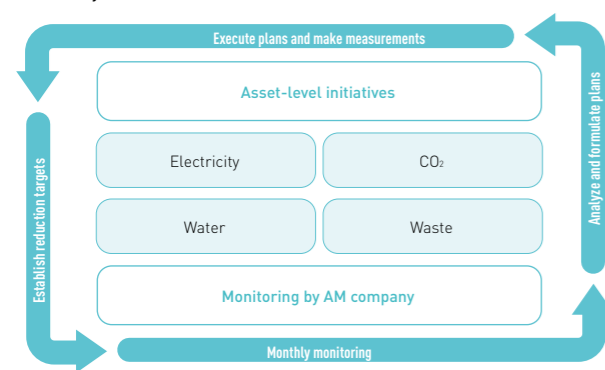 Execute plans and make measurements
Asset-level initiatives
Electricity
CO₂
Water
Waste
Monitoring by AM company
Monthly monitoring
Establish reduction targets
Analyze and formulate plans